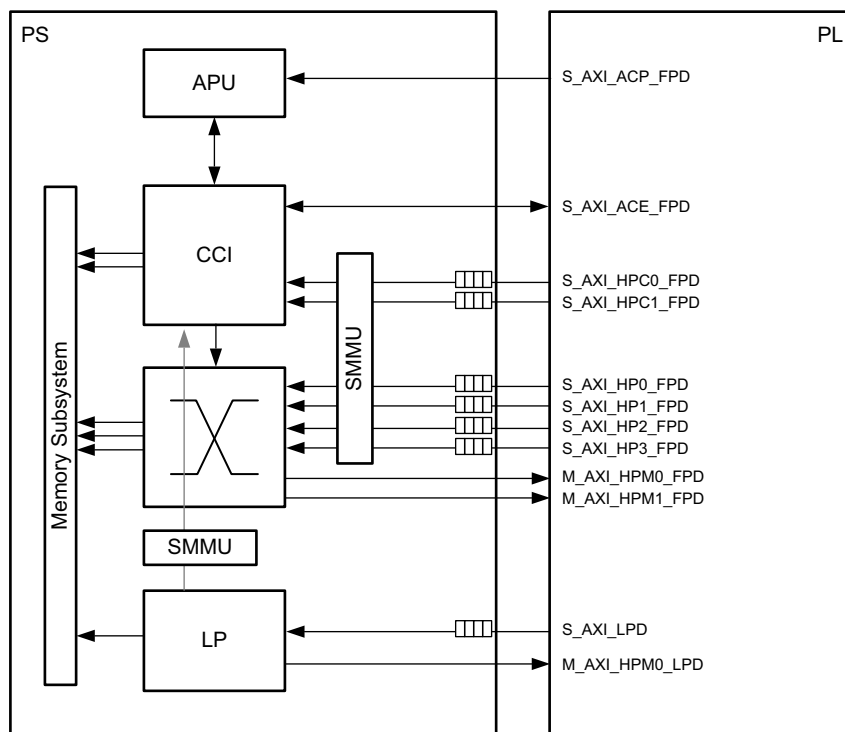 PS
PL
APU
S_AXI_ACP_FPD
S_AXI_ACE_FPD
CCI
S_AXI_HPC0_FPD
S_AXI_HPC1_FPD
SMMU
Memory Subsystem
S_AXI_HP0_FPD
S_AXI_HP1_FPD
S_AXI_HP2_FPD
S_AXI_HP3_FPD
M_AXI_HPM0_FPD
M_AXI_HPM1_FPD
SMMU
LP
S_AXI_LPD
M_AXI_HPM0_LPD